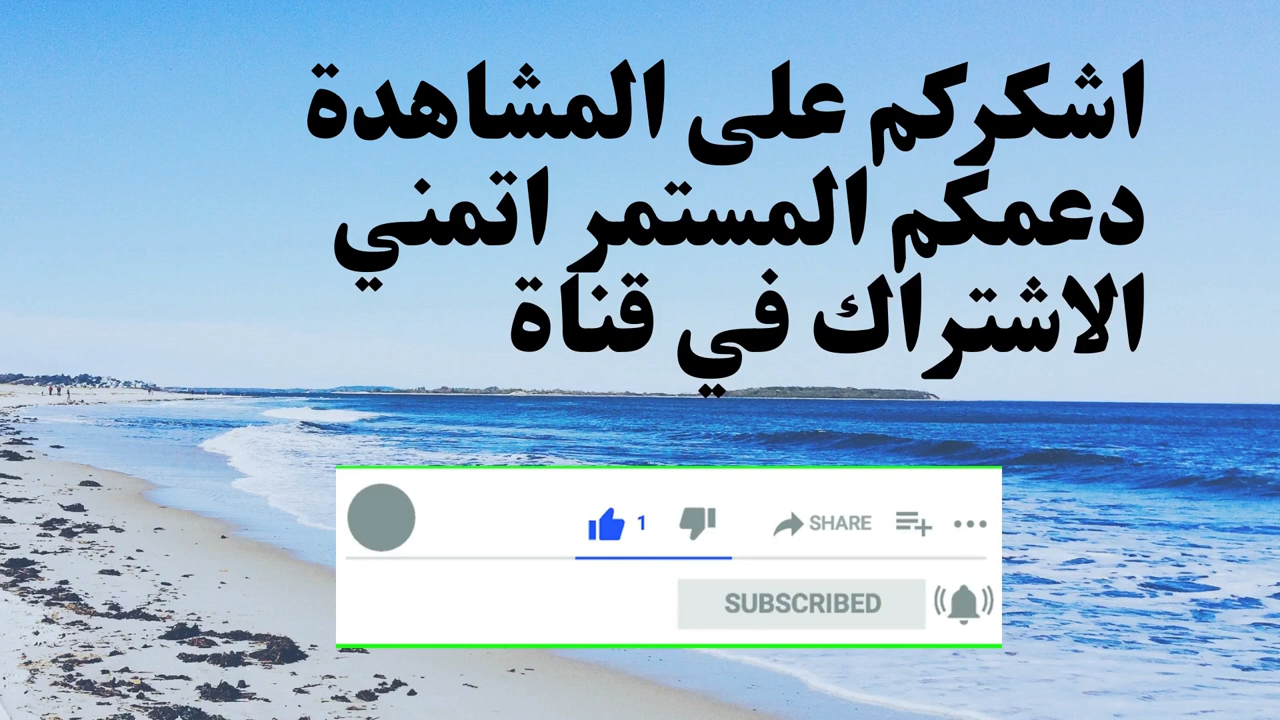 اشكركم على المشاهدة
دعمكم المستمر اتمني
الاشتراك في قناة
1
SHARE
SUBSCRIBED